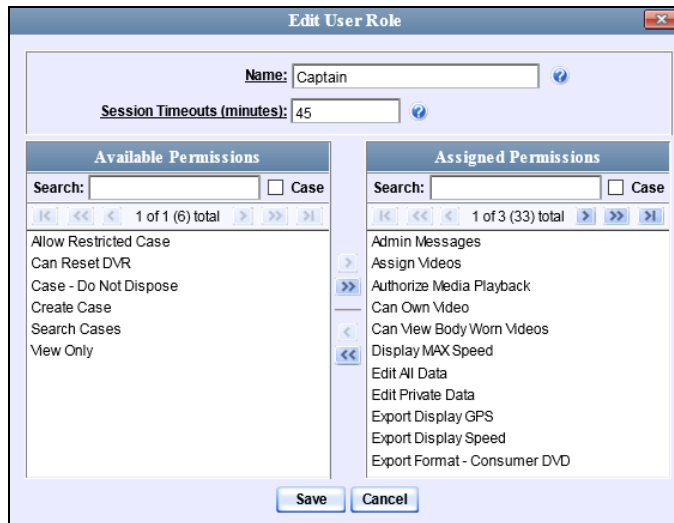 Edit User Role
Name: Captain
Session Timeouts (minutes): 45
Available Permissions
Search: Case
1 of 1 (6) total
Allow Restricted Case
Can Reset DVR
Case - Do Not Dispose
Create Case
Search Cases
View Only
Assigned Permissions
Search: Case
1 of 3 (33) total
Admin Messages
Assign Videos
Authorize Media Playback
Can Own Video
Can View Body Worn Videos
Display MAX Speed
Edit All Data
Edit Private Data
Export Display GPS
Export Display Speed
Export Format - Consumer DVD
Save Cancel